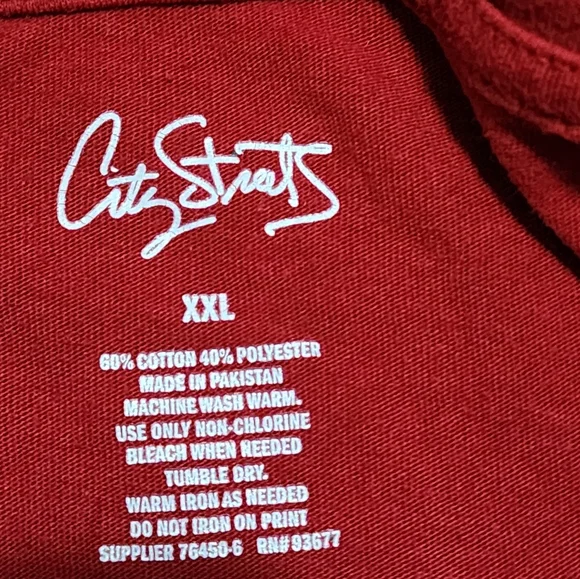 City Streets
XXL
60% COTTON 40% POLYESTER
MADE IN PAKISTAN
MACHINE WASH WARM.
USE ONLY NON-CHLORINE
BLEACH WHEN NEEDED
TUMBLE DRY.
WARM IRON AS NEEDED
DO NOT IRON ON PRINT
SUPPLIER 76450-6 RN# 93677